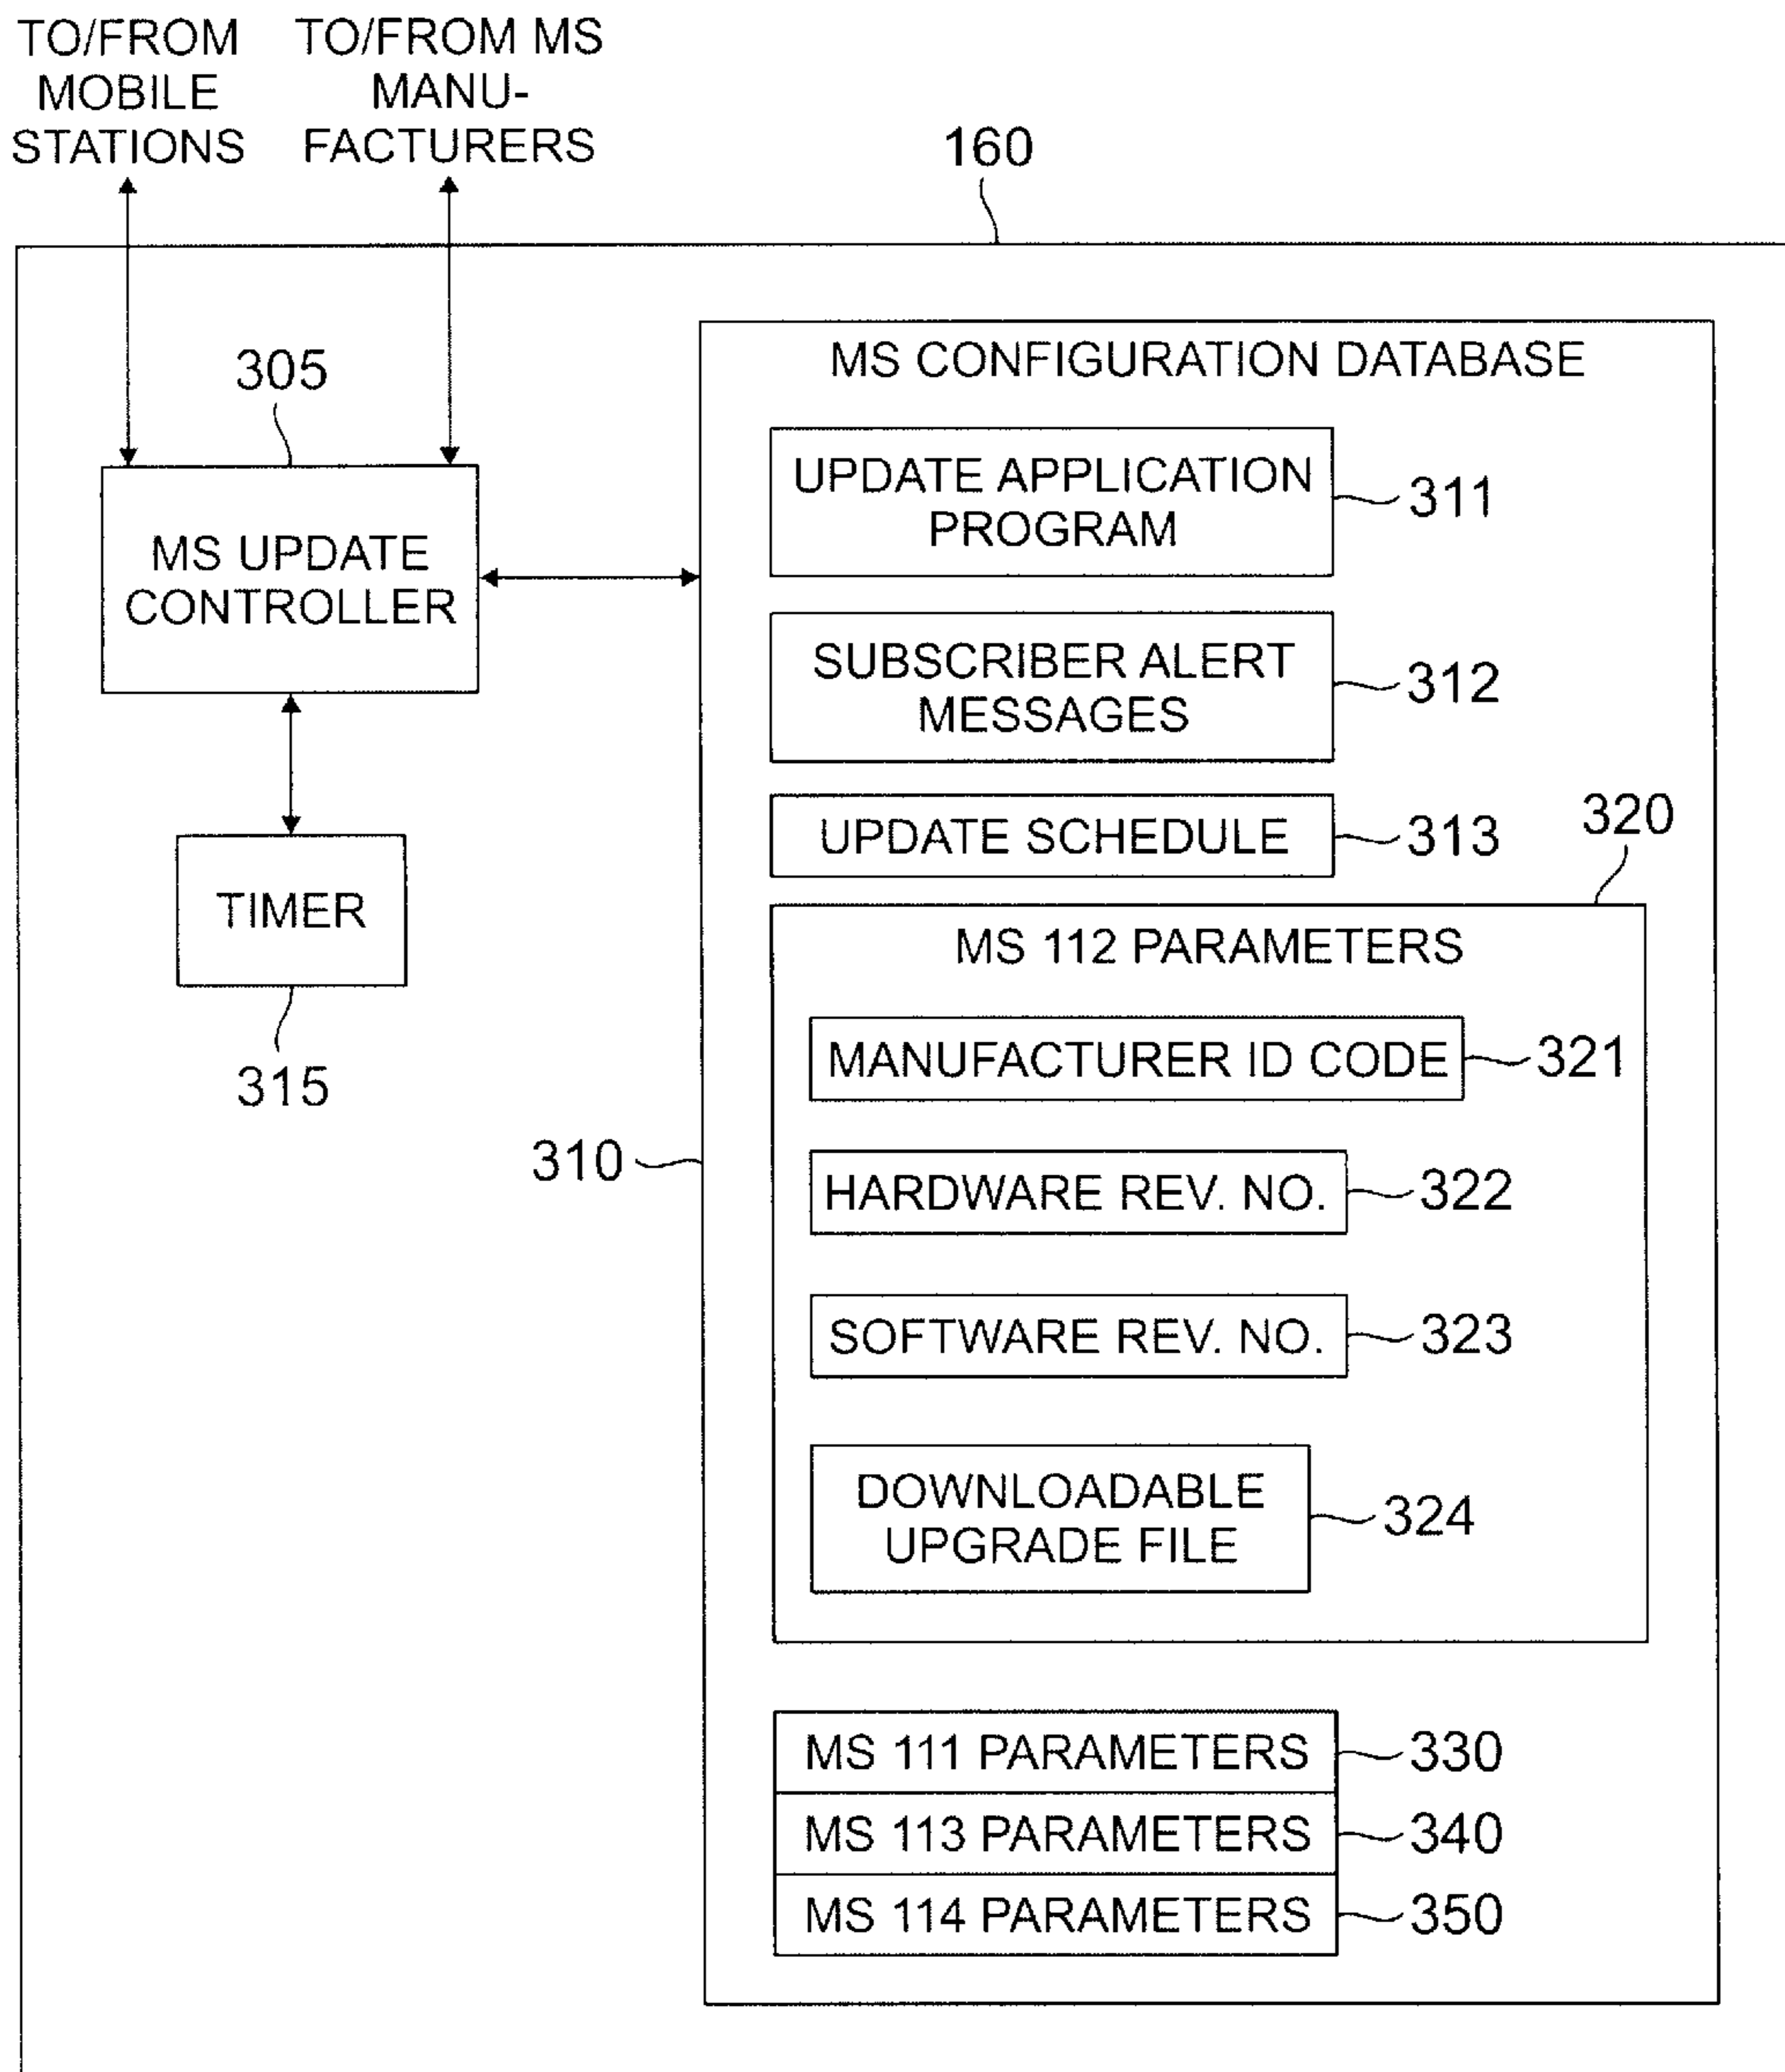 TO/FROM
MOBILE
STATIONS
TO/FROM MS
MANU-
FACTURERS
160
305
MS UPDATE
CONTROLLER
TIMER
315
310
MS CONFIGURATION DATABASE
UPDATE APPLICATION
PROGRAM
311
SUBSCRIBER ALERT
MESSAGES
312
UPDATE SCHEDULE
313
320
MS 112 PARAMETERS
MANUFACTURER ID CODE
321
HARDWARE REV. NO.
322
SOFTWARE REV. NO.
323
DOWNLOADABLE
UPGRADE FILE
324
MS 111 PARAMETERS
330
MS 113 PARAMETERS
340
MS 114 PARAMETERS
350